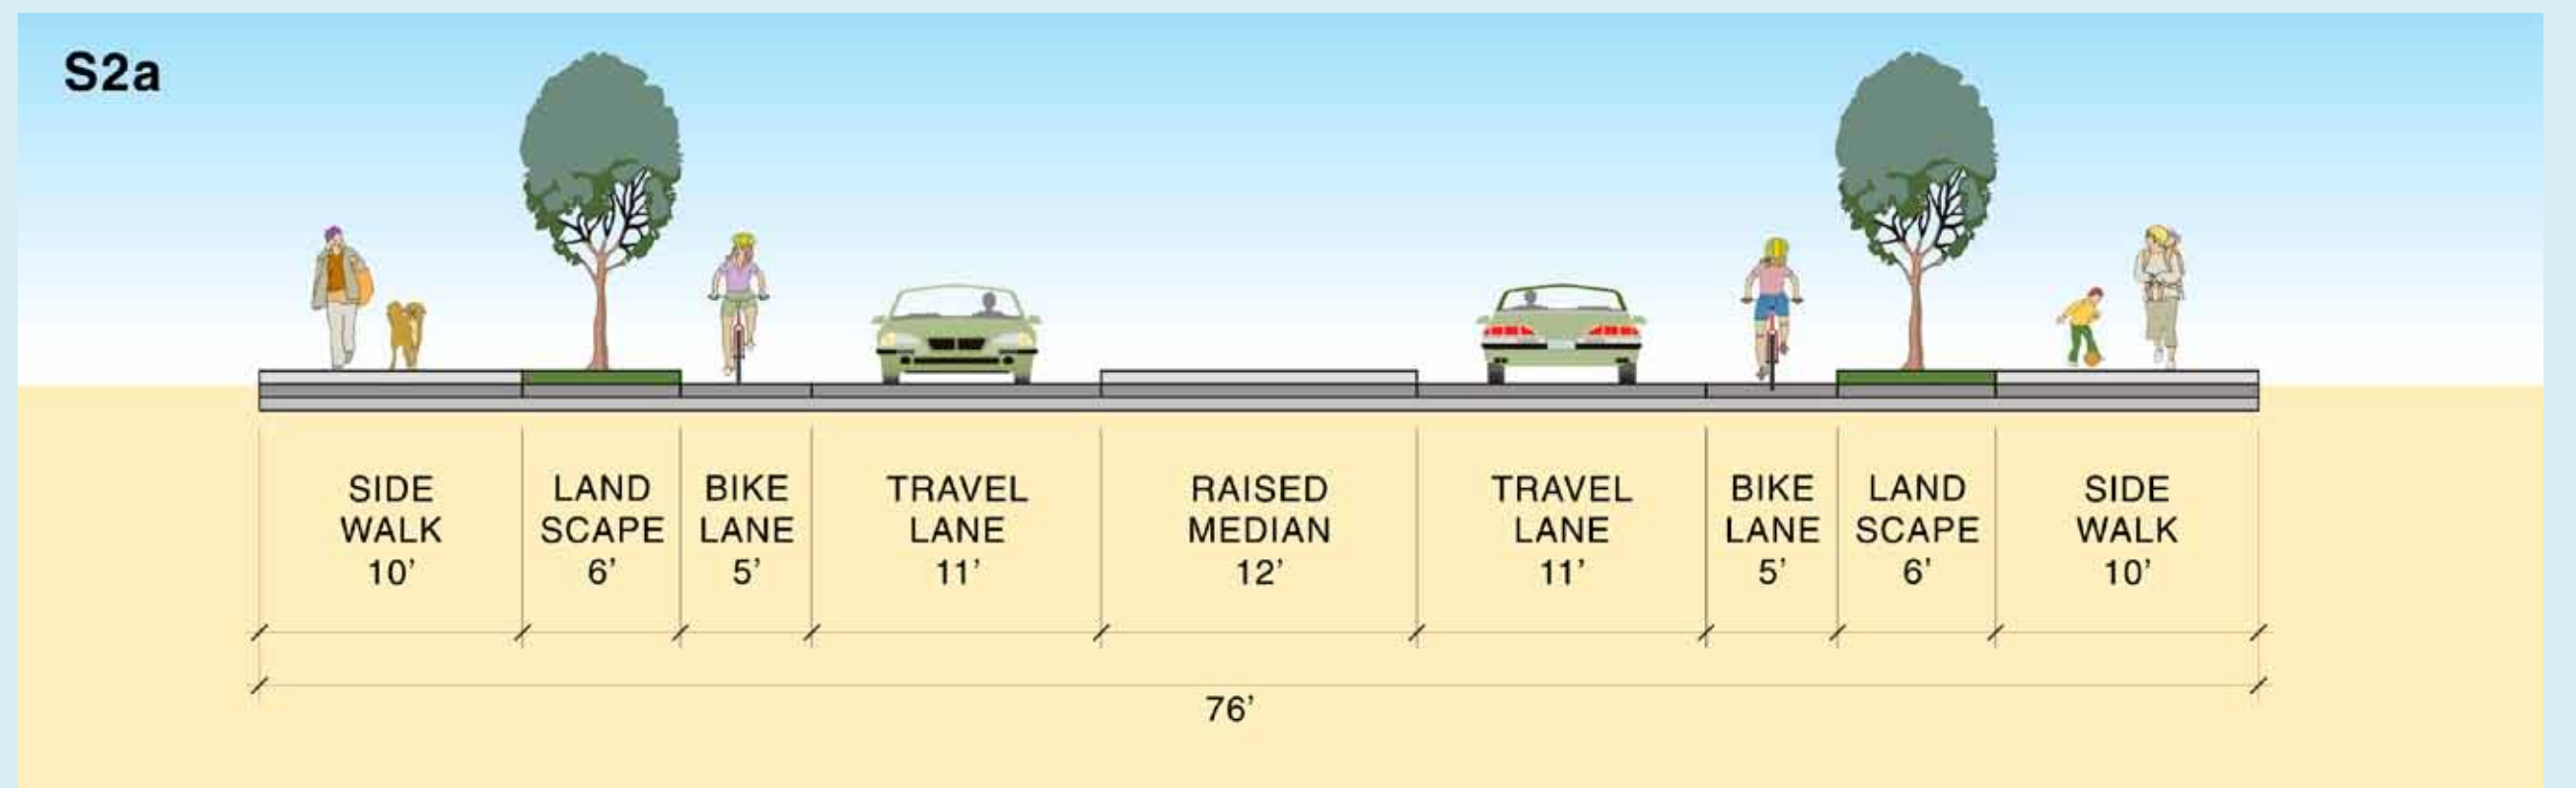 S2a
SIDE
WALK
10’
LAND
SCAPE
6’
BIKE
LANE
5’
TRAVEL
LANE
11’
RAISED
MEDIAN
12’
TRAVEL
LANE
11’
BIKE
LANE
5’
LAND
SCAPE
6’
SIDE
WALK
10’
76’